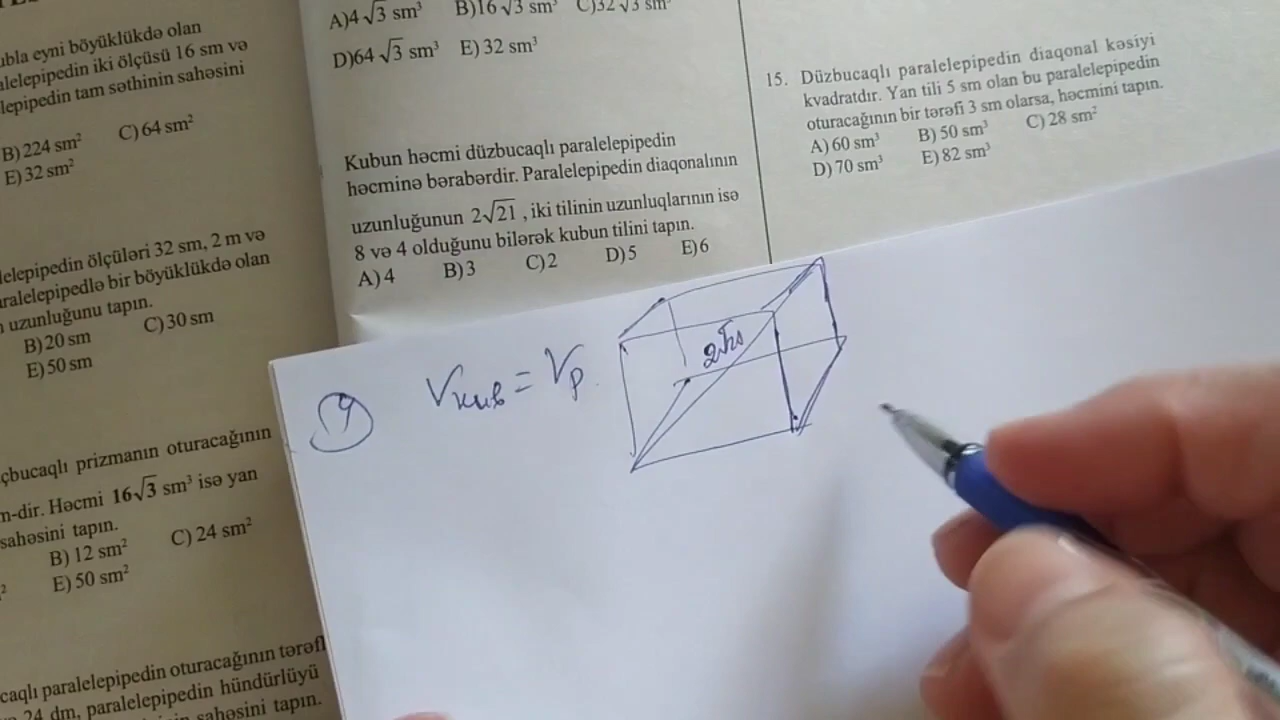 ubla eyni böyüklükdə olan
alelepipedin iki ölçüsü 16 sm və
lepipedin tam səthinin sahəsini
B) 224 sm² C) 64 sm²
E) 32 sm²
lelepipedin ölçüləri 32 sm, 2 m və
aralelepipedlə bir böyüklükdə olan
uzunluğunu tapın.
B) 20 sm C) 30 sm
E) 50 sm
çbucaqlı prizmanın oturacağının
m-dir. Həcmi 16√3 sm³ isə yan
sahəsini tapın.
B) 12 sm² C) 24 sm²
E) 50 sm²
caqlı paralelepipedin oturacağının tərəfl
24 dm, paralelepipedin hündürlüyü
sahəsini tapın.
A) 4√3 sm³ B) 16√3 sm³ C) 32√3 sm³
D) 64√3 sm³ E) 32 sm³
Kubun həcmi düzbucaqlı paralelepipedin
həcminə bərabərdir. Paralelepipedin diaqonalının
uzunluğunun 2√21, iki tilinin uzunluqlarının isə
8 və 4 olduğunu bilərək kubun tilini tapın.
A) 4 B) 3 C) 2 D) 5 E) 6
15. Düzbucaqlı paralelepipedin diaqonal kəsiyi
kvadratdır. Yan tili 5 sm olan bu paralelepipedin
oturacağının bir tərəfi 3 sm olarsa, həcmini tapın.
A) 60 sm³ B) 50 sm³ C) 28 sm²
D) 70 sm³ E) 82 sm³
V = Vp